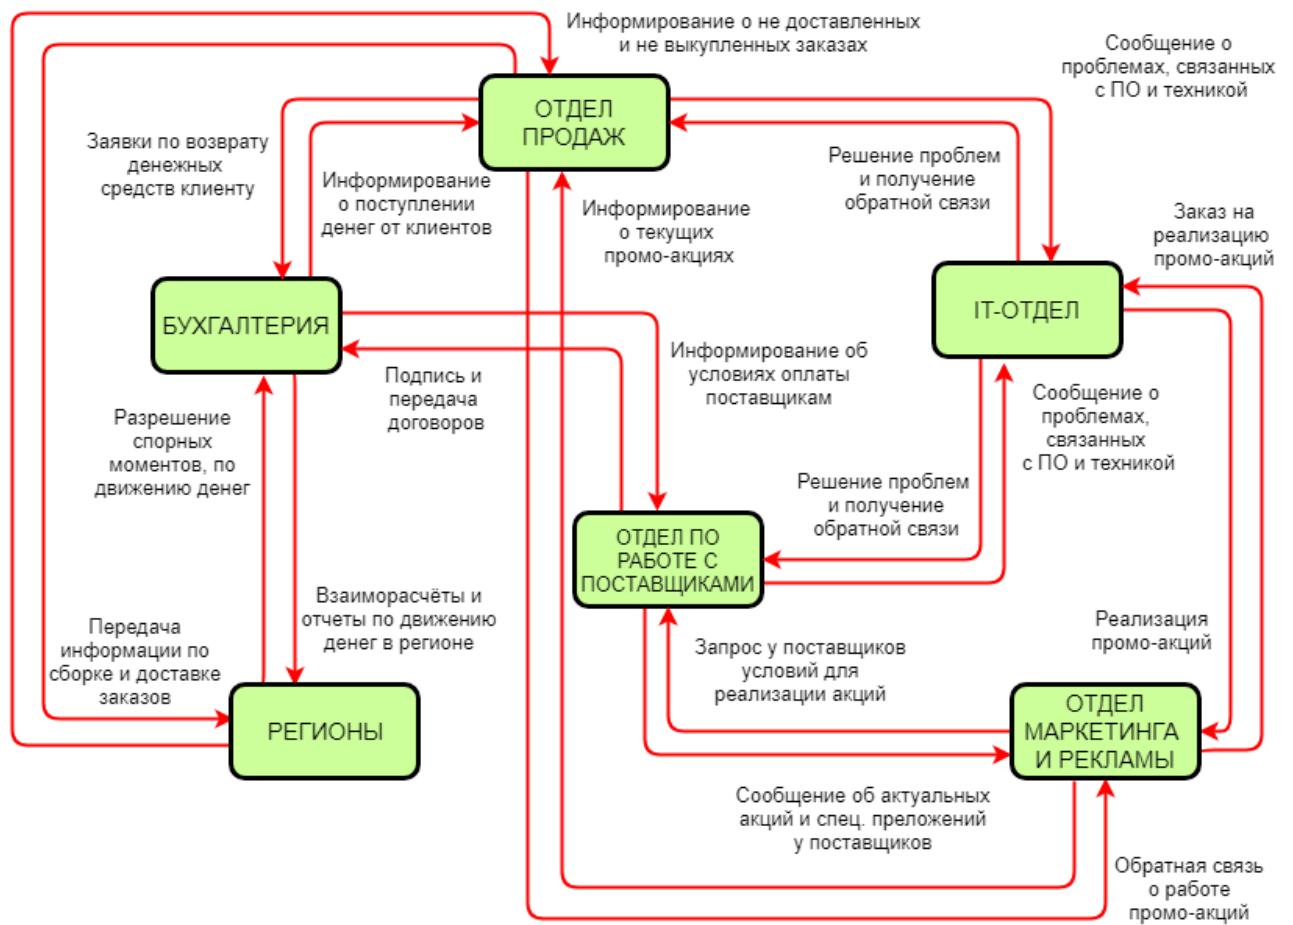 Информирование о не доставленных
и не выкупленных заказах
Сообщение о
проблемах, связанных
с ПО и техникой
ОТДЕЛ
ПРОДАЖ
Заявки по возврату
денежных
средств клиенту
Информирование
о поступлении
денег от клиентов
Информирование
о текущих
промо-акциях
Решение проблем
и получение
обратной связи
Заказ на
реализацию
промо-акций
БУХГАЛТЕРИЯ
IT-ОТДЕЛ
Подпись и
передача
договоров
Информирование об
условиях оплаты
поставщикам
Сообщение о
проблемах,
связанных
с ПО и техникой
Разрешение
спорных
моментов, по
движению денег
Решение проблем
и получение
обратной связи
ОТДЕЛ ПО
РАБОТЕ С
ПОСТАВЩИКАМИ
Взаиморасчёты и
отчеты по движению
денег в регионе
Передача
информации по
сборке и доставке
заказов
Запрос у поставщиков
условий для
реализации акций
Реализация
промо-акций
РЕГИОНЫ
ОТДЕЛ
МАРКЕТИНГА
И РЕКЛАМЫ
Сообщение об актуальных
акций и спец. преложений
у поставщиков
Обратная связь
о работе
промо-акций